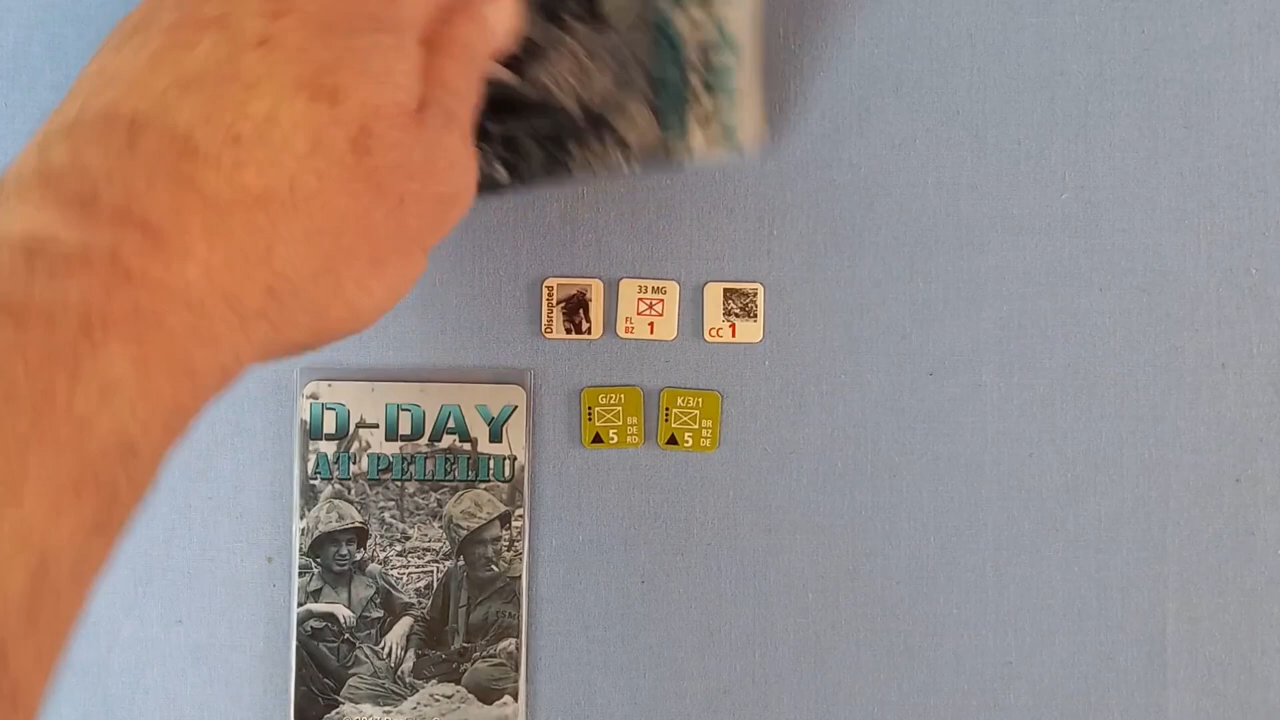 Disrupted
33 MG
FL
BZ 1
CC 1
G/2/1
BR
DE
5 RD
K/3/1
BR
BZ
5 DE
D-DAY
AT PELELIU